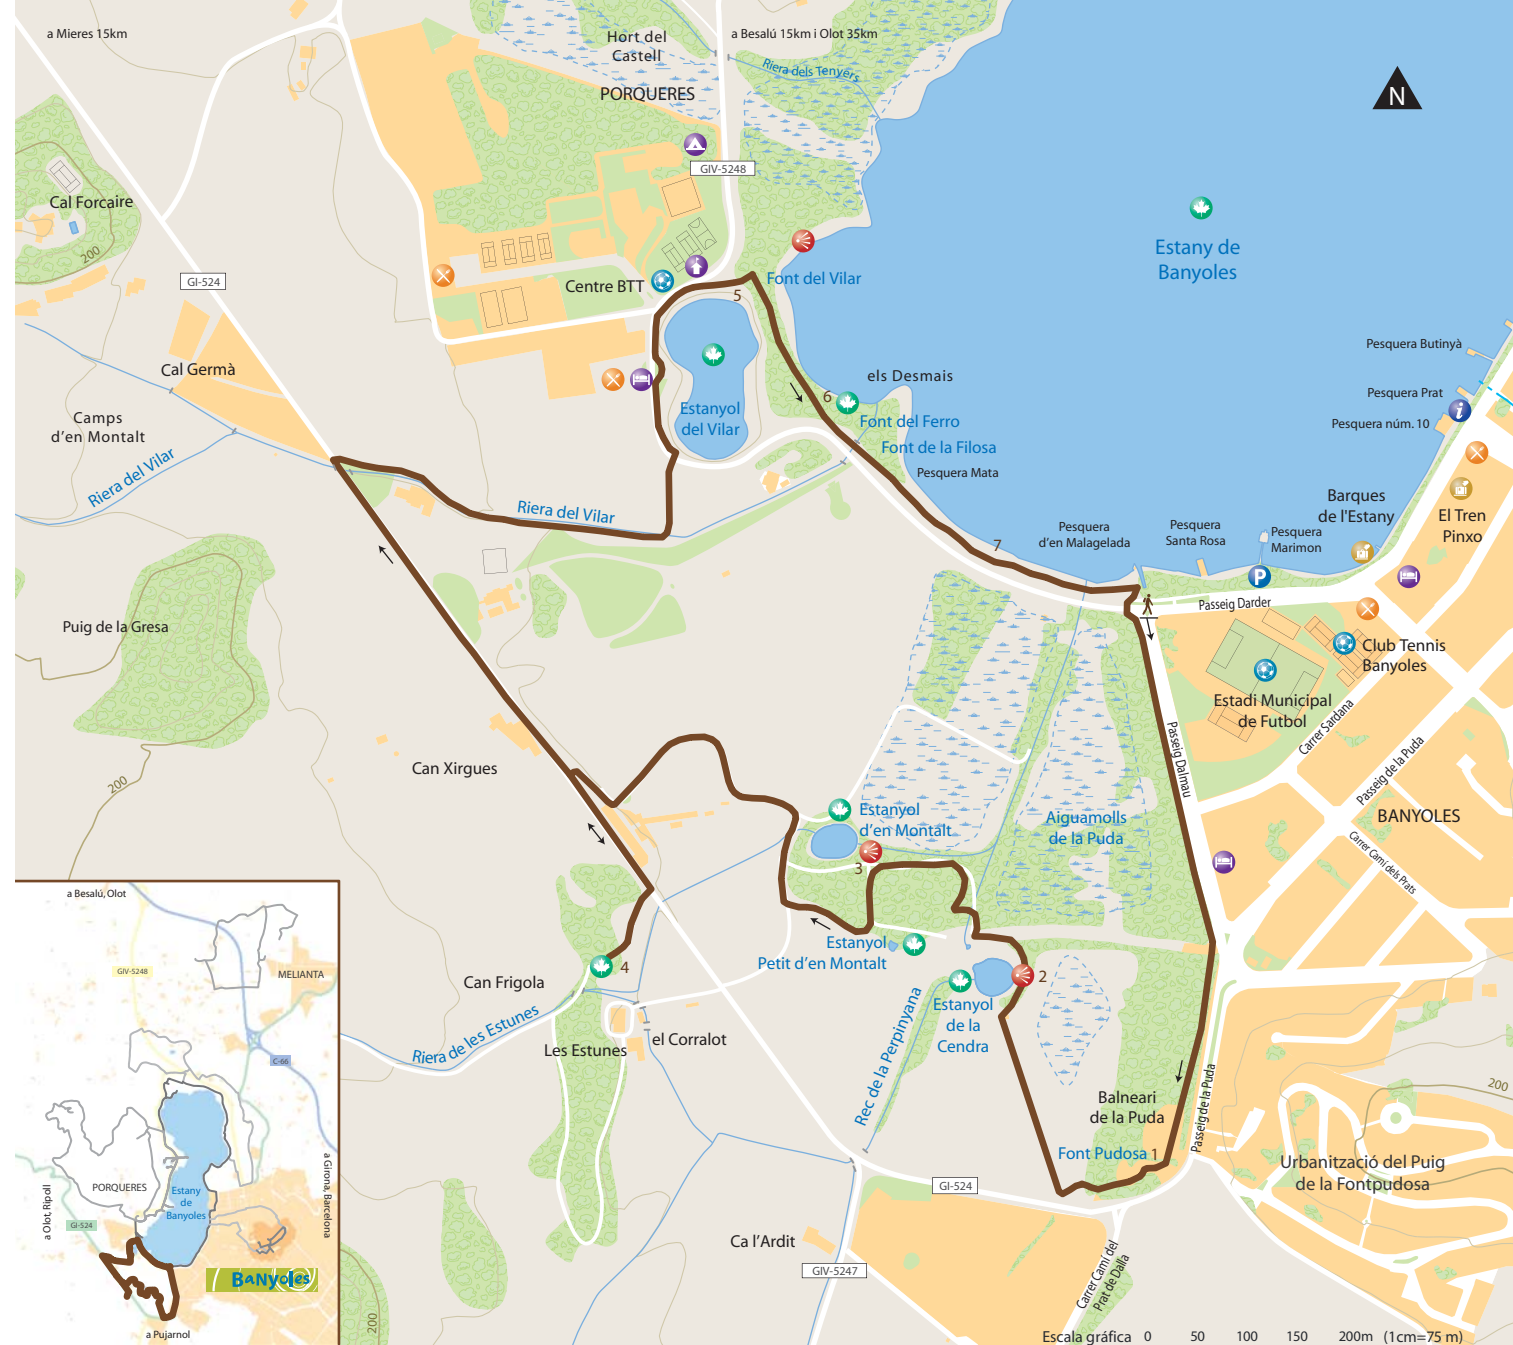 a Mieres 15km
Hort del
Castell
a Besalú 15km i Olot 35km
Riera dels Tenyers
PORQUERES
N
GIV-5248
Cal Forcaire
200
Estany de
Banyoles
GI-524
Centre BTT
5
Font del Vilar
Cal Germà
Pesquera Butinyà
els Desmais
6
Pesquera Prat
i
Camps
d'en Montalt
Estanyol
del Vilar
Font del Ferro
Pesquera núm. 10
Font de la Filosa
Riera del Vilar
Pesquera Mata
Barques
de l'Estany
Riera del Vilar
El Tren
Pinxo
Pesquera
d'en Malagelada
Pesquera
Santa Rosa
Pesquera
Marimon
7
P
Passeig Darder
Puig de la Gresa
Club Tennis
Banyoles
Estadi Municipal
de Futbol
Carrer Sardana
Passeig Dalmau
Can Xirgues
200
Passeig de la Puda
Estanyol
d'en Montalt
Aiguamolls
de la Puda
BANYOLES
Carrer Camí dels Prats
3
Estanyol
Petit d'en Montalt
4
2
Can Frigola
Estanyol
de la
Cendra
Riera de les Estunes
Les Estunes
el Corralot
Rec de la Perpinyana
Balneari
de la Puda
Passeig de la Puda
200
Font Pudosa 1
Urbanització del Puig
de la Fontpudosa
GI-524
Ca l'Ardit
GIV-5247
Carrer Camí del
Prat de Dalla
200
Escala gráfica 0 50 100 150 200m (1cm=75 m)
a Besalú, Olot
GIV-5248
MELIANTA
C-66
PORQUERES
Estany
de
Banyoles
a Olot, Ripoll
GI-524
a Girona, Barcelona
BaNyoles
a Pujarnol